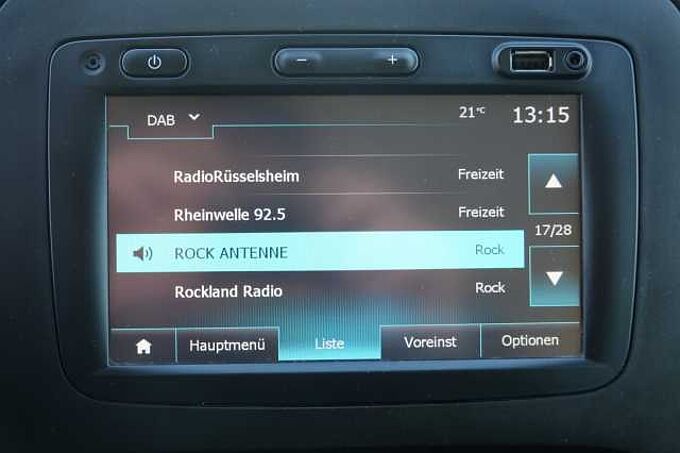 DAB 21°C 13:15
RadioRüsselsheim Freizeit
Rheinwelle 92.5 Freizeit
17/28
ROCK ANTENNE Rock
Rockland Radio Rock
Hauptmenü Liste Voreinst Optionen